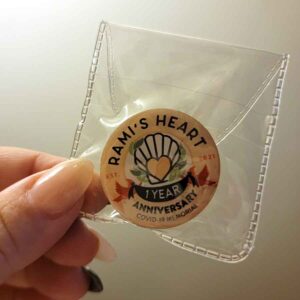 RAMI'S HEART
EST. 2021
1 YEAR
ANNIVERSARY
COVID-19 MEMORIAL